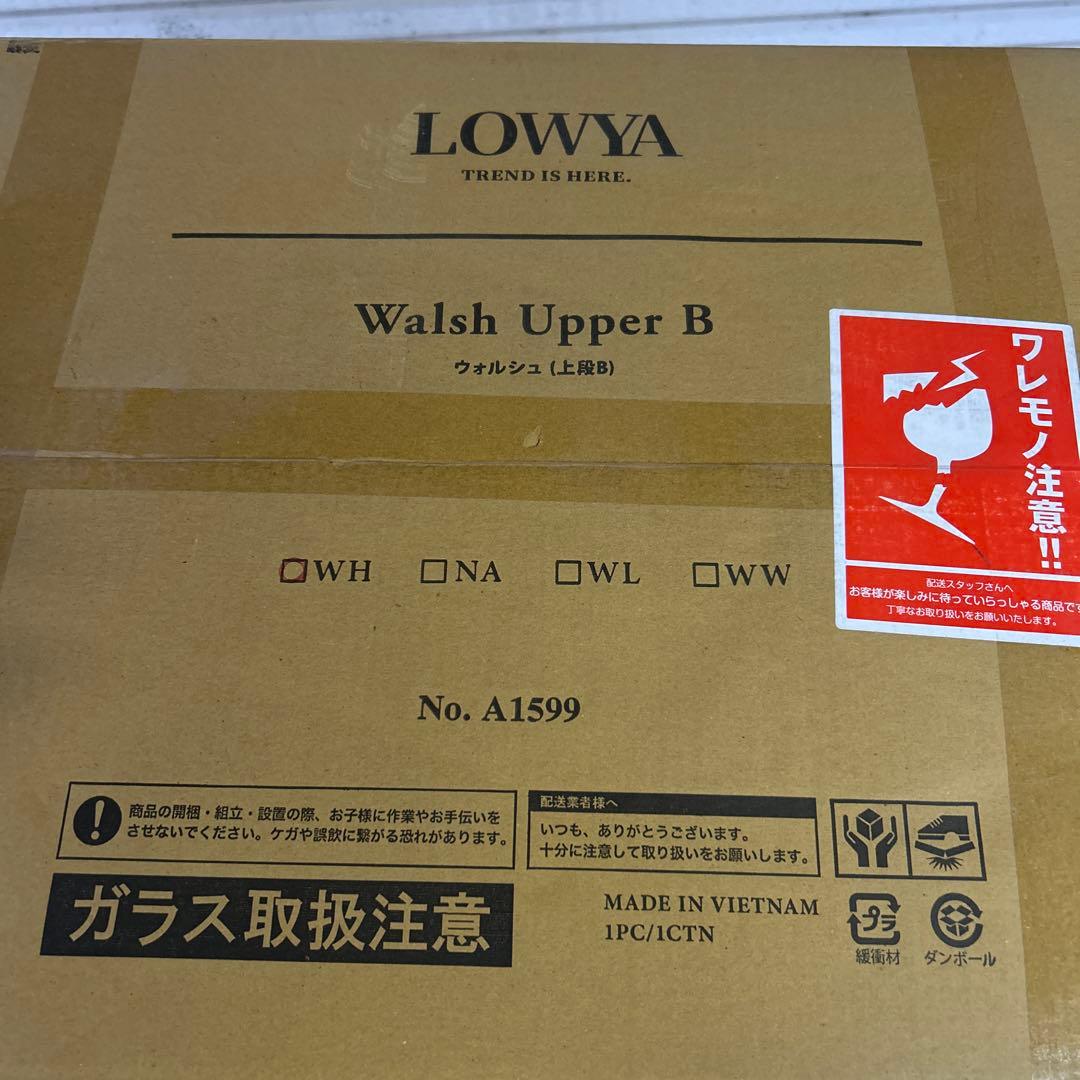 LOWYA
TREND IS HERE.
Walsh Upper B
ウォルシュ (上段B)
ワレモノ注意!!
配送スタッフさんへ
お客様が楽しみに待っていらっしゃる商品です
丁寧なお取り扱いをお願いいたします。
WH NA WL WW
No. A1599
商品の開梱・組立・設置の際、お子様に作業やお手伝いを
させないでください。ケガや誤飲に繋がる恐れがあります。
配送業者様へ
いつも、ありがとうございます。
十分に注意して取り扱いをお願いします。
ガラス取扱注意
MADE IN VIETNAM
1PC/1CTN
プラ
緩衝材
ダンボール